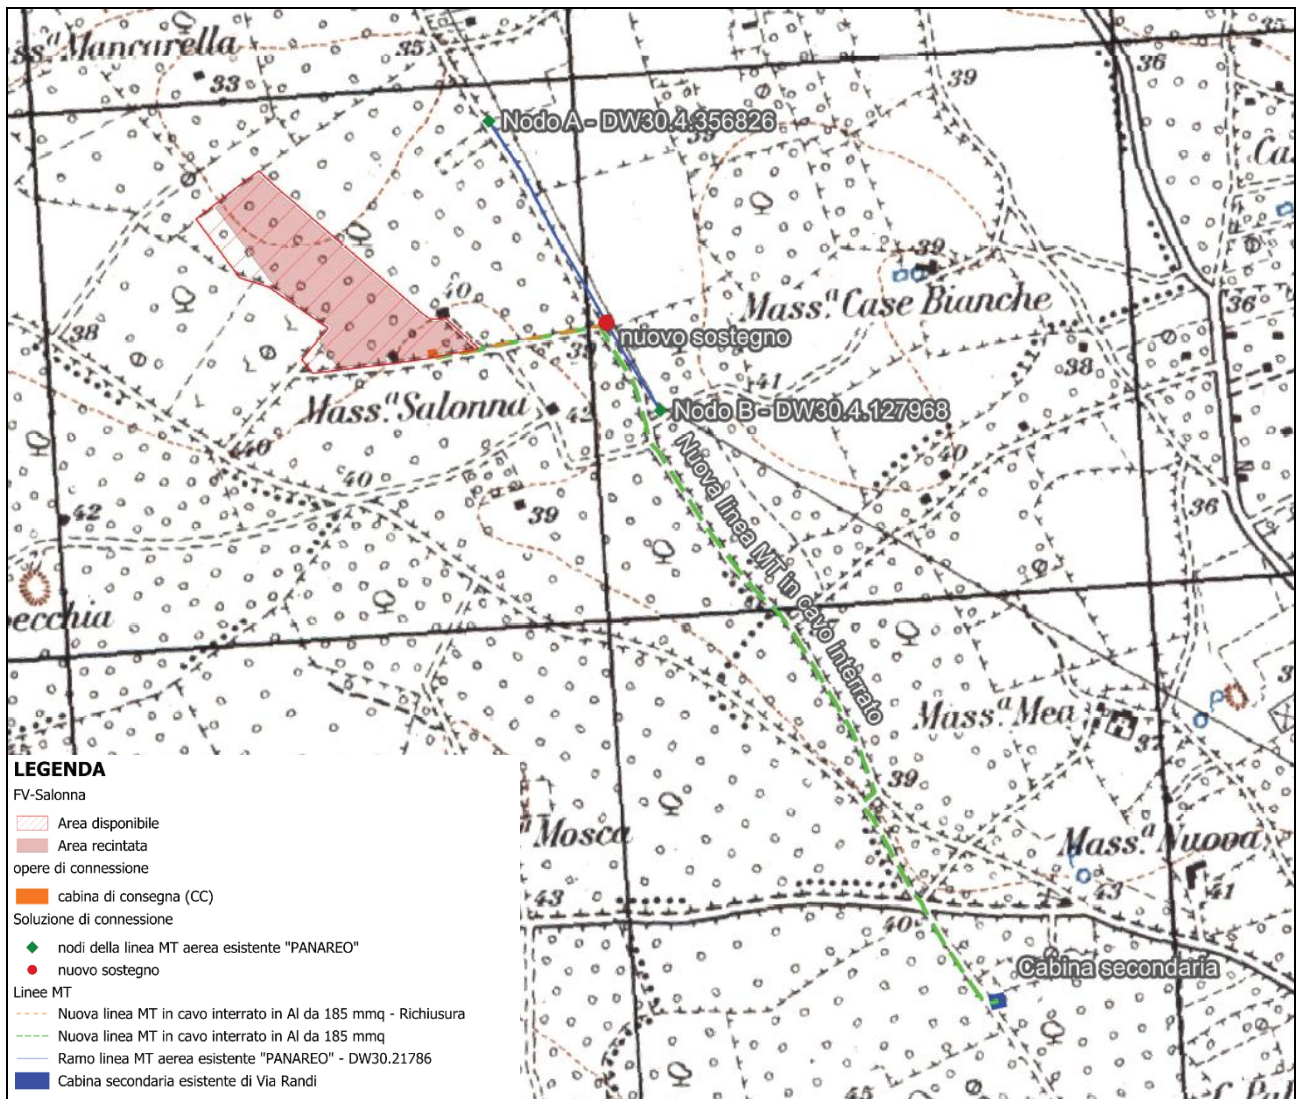 ss.ª Mancarella
35
33
39
36
35
Nodo A - DW30.4.356826
39
Ca
39
40
Mass.ª Case Bianche
36
38
nuovo sostegno
39
38
41
Mass.ª Salonna
42
Nodo B - DW30.4.127968
40
40
40
Nuova linea MT in cavo interrato
42
39
36
ecchia
Mass.ª Mea
37
39
ª Mosca
Mass.ª Nuova
43
43
41
40
Cabina secondaria
45
LEGENDA
FV-Salonna
Area disponibile
Area recintata
opere di connessione
cabina di consegna (CC)
Soluzione di connessione
nodi della linea MT aerea esistente "PANAREO"
nuovo sostegno
Linee MT
Nuova linea MT in cavo interrato in Al da 185 mmq - Richiusura
Nuova linea MT in cavo interrato in Al da 185 mmq
Ramo linea MT aerea esistente "PANAREO" - DW30.21786
Cabina secondaria esistente di Via Randi